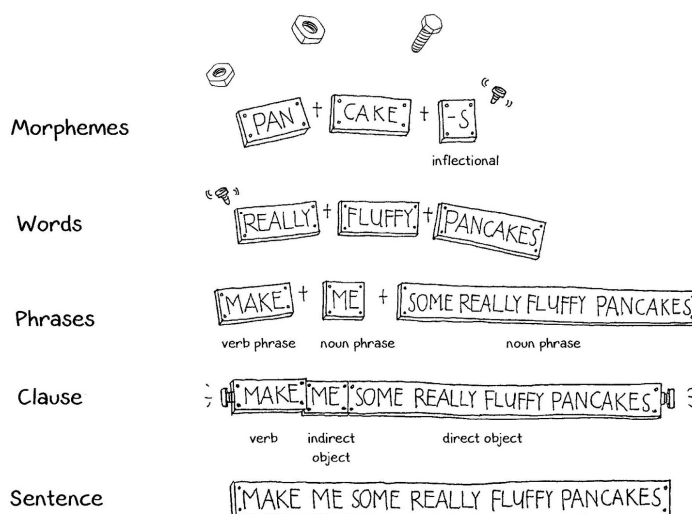 Morphemes PAN + CAKE + -S
inflectional
Words REALLY + FLUFFY + PANCAKES
Phrases MAKE + ME + SOME REALLY FLUFFY PANCAKES
verb phrase noun phrase noun phrase
Clause MAKE ME SOME REALLY FLUFFY PANCAKES
verb indirect object direct object
Sentence MAKE ME SOME REALLY FLUFFY PANCAKES